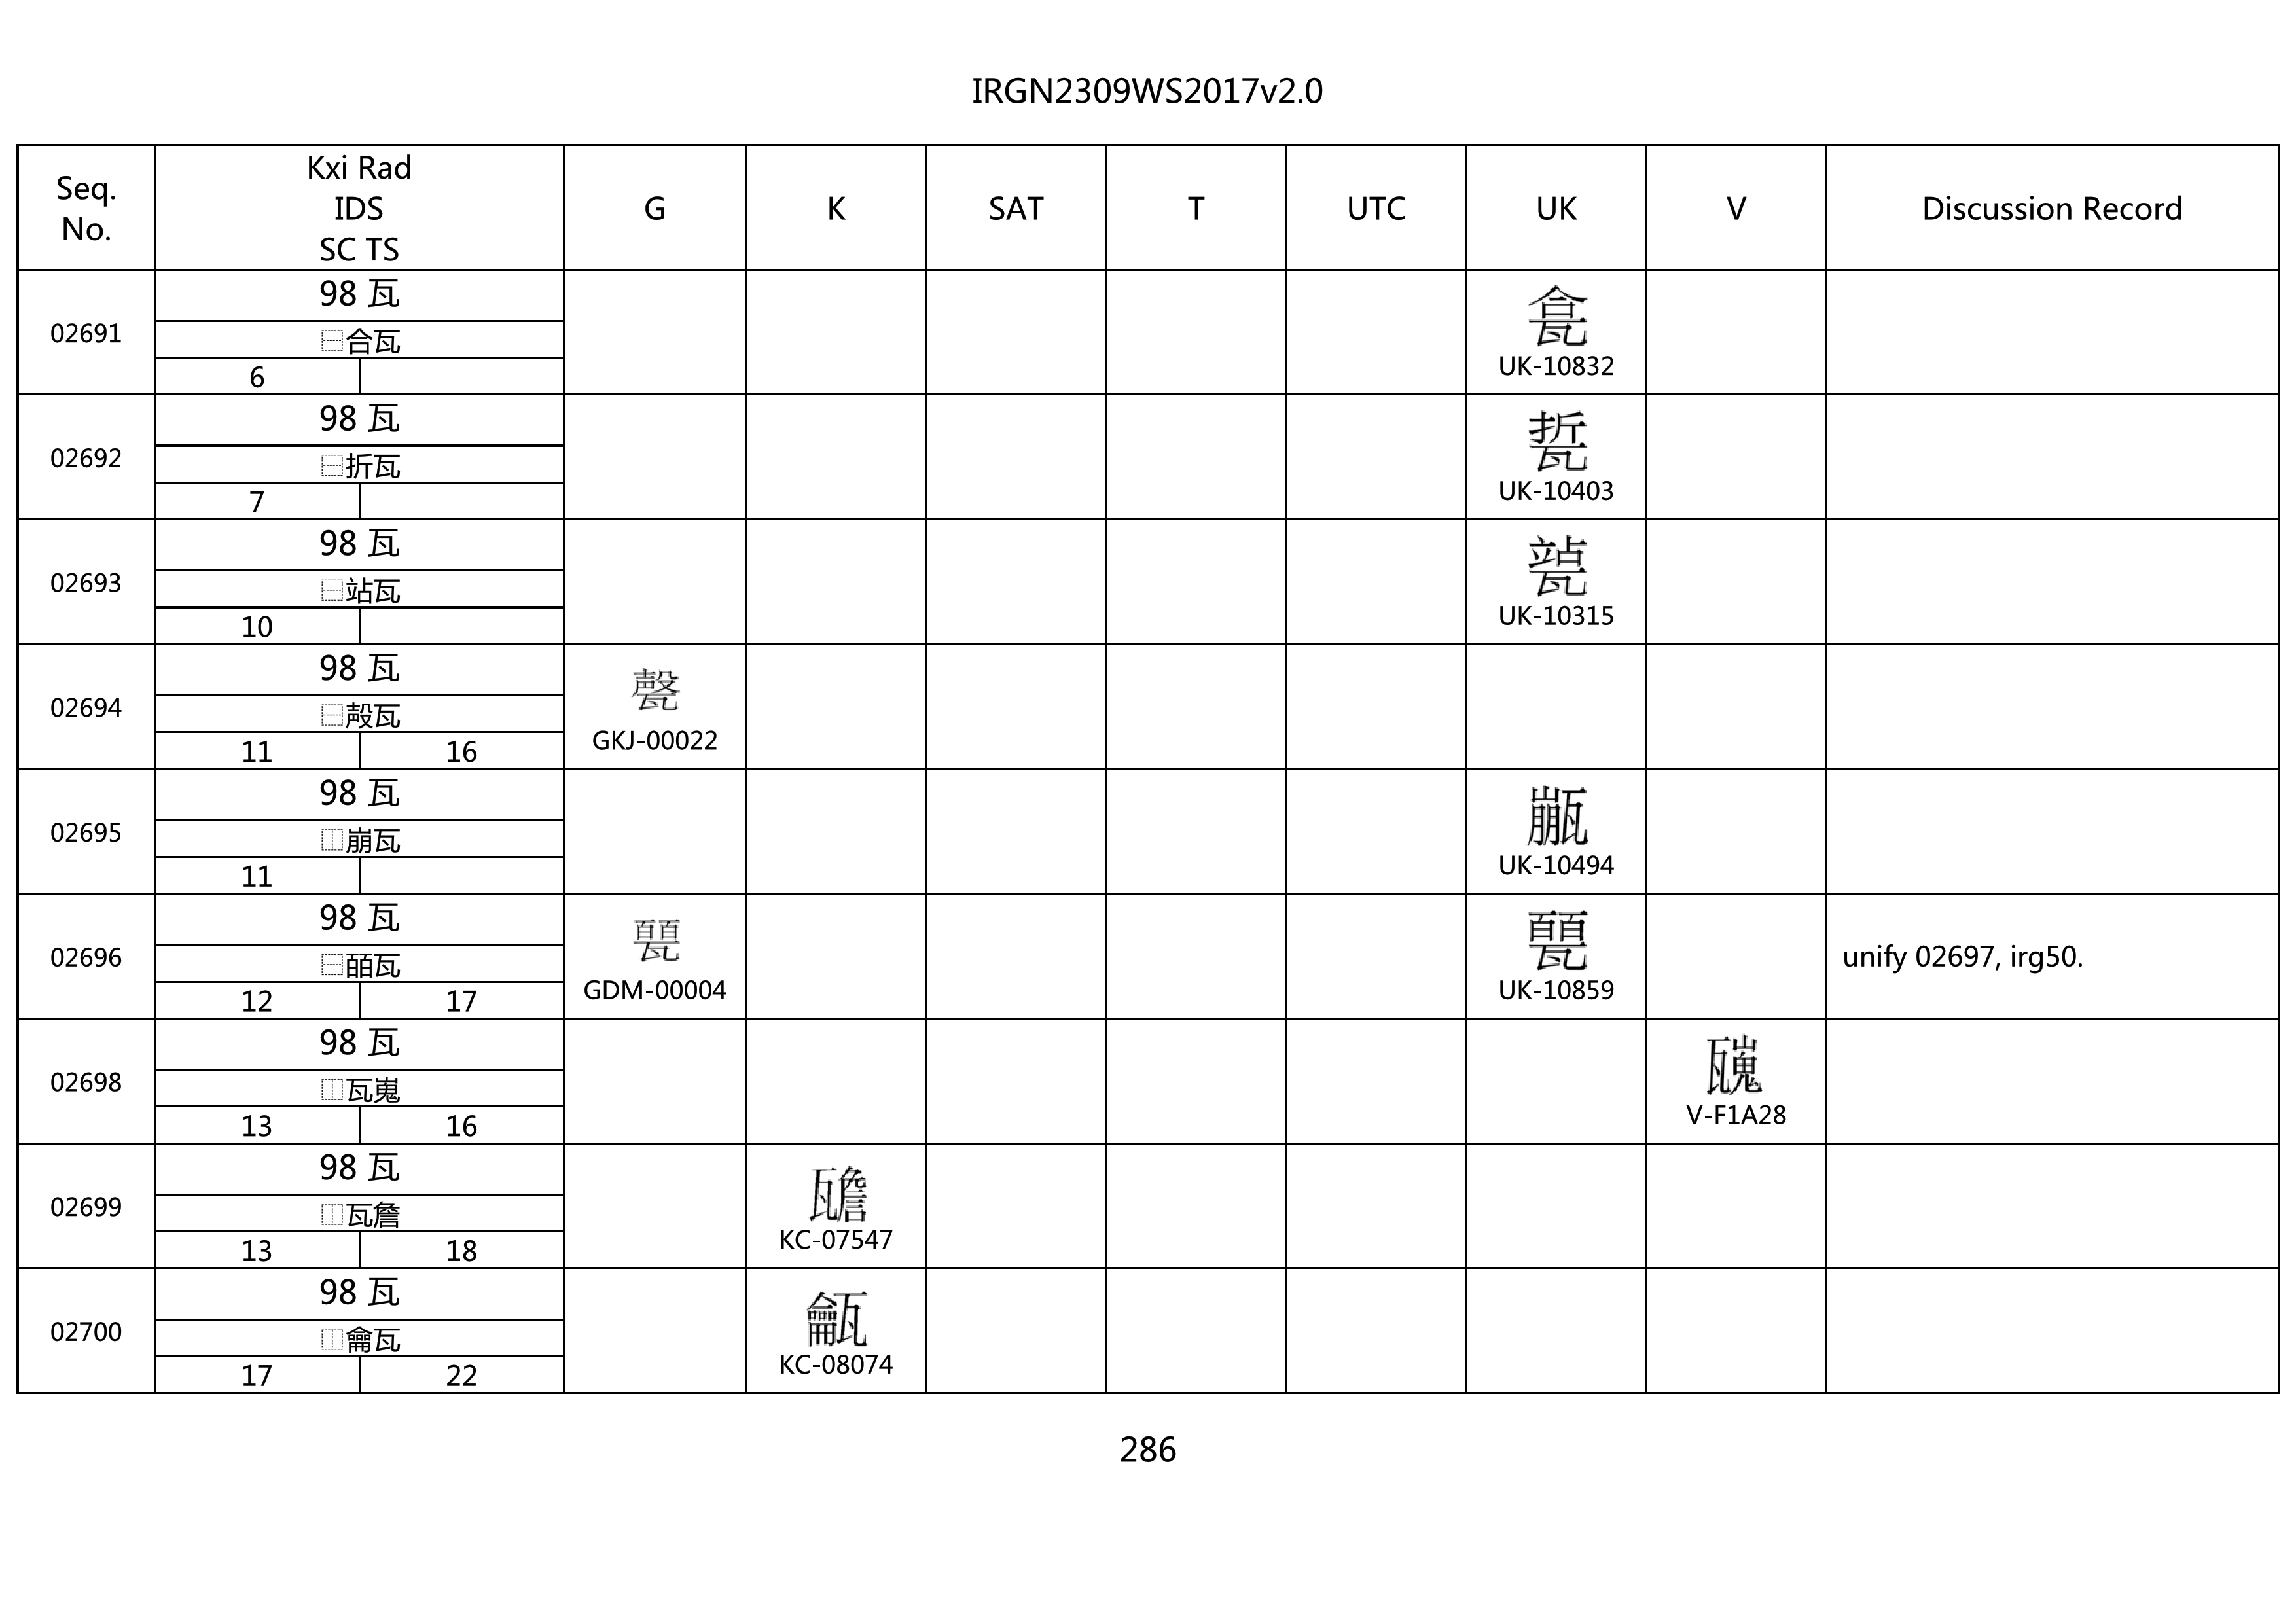 IRGN2309WS2017v2.0
Seq. No.
Kxi Rad
IDS
SC TS
G
K
SAT
T
UTC
UK
V
Discussion Record
02691
98 瓦
⿱合瓦
6
UK-10832
02692
98 瓦
⿱折瓦
7
UK-10403
02693
98 瓦
⿱站瓦
10
UK-10315
02694
98 瓦
⿱殸瓦
11 16
GKJ-00022
02695
98 瓦
⿰崩瓦
11
UK-10494
02696
98 瓦
⿱皕瓦
12 17
GDM-00004
UK-10859
unify 02697, irg50.
02698
98 瓦
⿰瓦嵬
13 16
V-F1A28
02699
98 瓦
⿰瓦詹
13 18
KC-07547
02700
98 瓦
⿰龠瓦
17 22
KC-08074
286